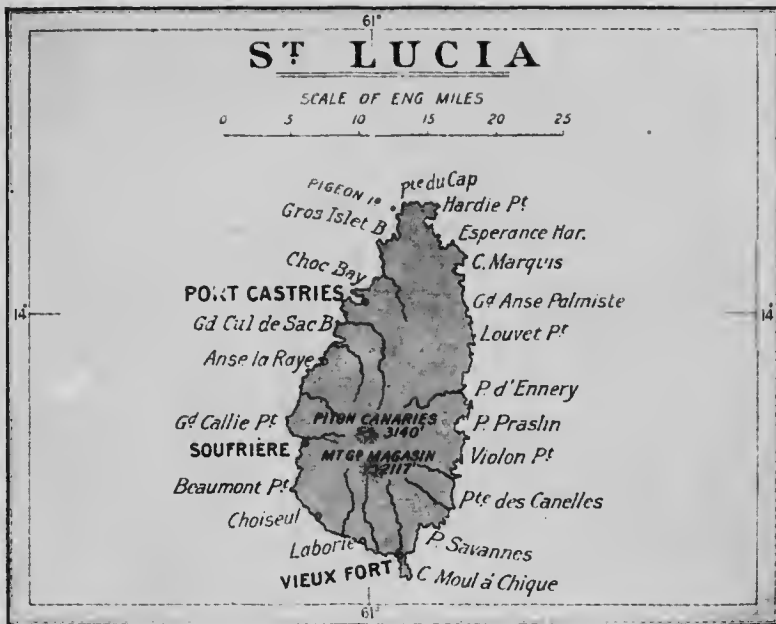 61°
ST LUCIA
SCALE OF ENG MILES
0 5 10 15 20 25
Pte du Cap
PIGEON Id
Hardie Pt
Gros Islet B
Esperance Har.
C. Marquis
Choc Bay
PORT CASTRIES
Gd Anse Palmiste
14° 14°
Gd Cul de Sac B
Louvet Pt
Anse la Raye
P. d'Ennery
Gd Callie Pt
PITON CANARIES
3140'
P. Praslin
SOUFRIÈRE
MT Gd MAGASIN
2117'
Violon Pt
Beaumont Pt
Pte des Canelles
Choiseul
Laborie
P. Savannes
VIEUX FORT
C. Moul á Chique
61°